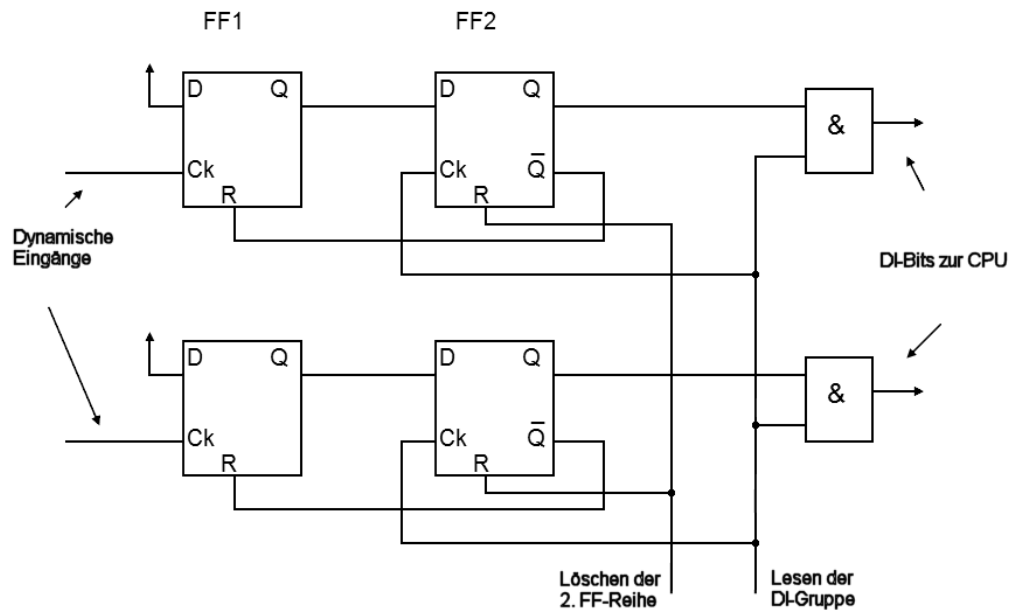 FF1
FF2
D Q
Ck
R
D Q
Ck Q̅
R
&
Dynamische
Eingänge
DI-Bits zur CPU
D Q
Ck
R
D Q
Ck Q̅
R
&
Löschen der
2. FF-Reihe
Lesen der
DI-Gruppe